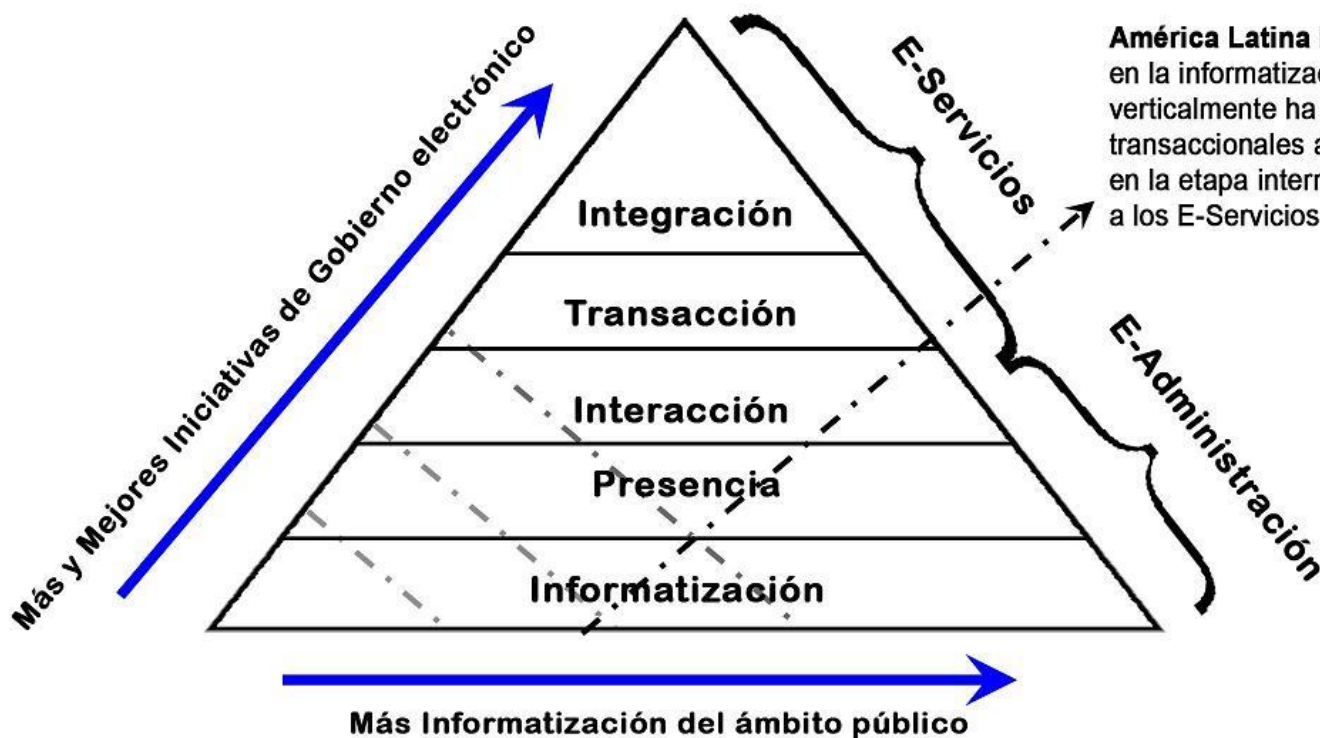 Más y Mejores Iniciativas de Gobierno electrónico
E-Servicios
América Latina
en la
verticalmente ha
transaccionales
en la etapa
a los E-Servicios
E-Administración
Integración
Transacción
Interacción
Presencia
Informatización
Más Informatización del ámbito público